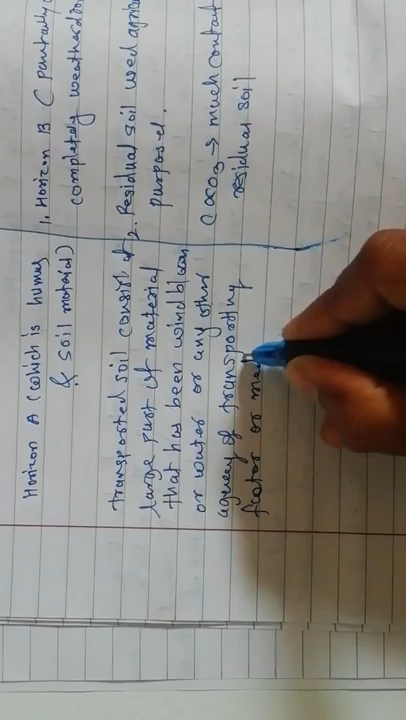 Horizon A (which is humus
& soil material)
transported soil consist of
large part of material
that has been wind blown
or water or any other
agency of transporting
factor or
1. Horizon B (partially
completely weathered
2. Residual soil used
purposed.
CaCO3 → much content
residual soil